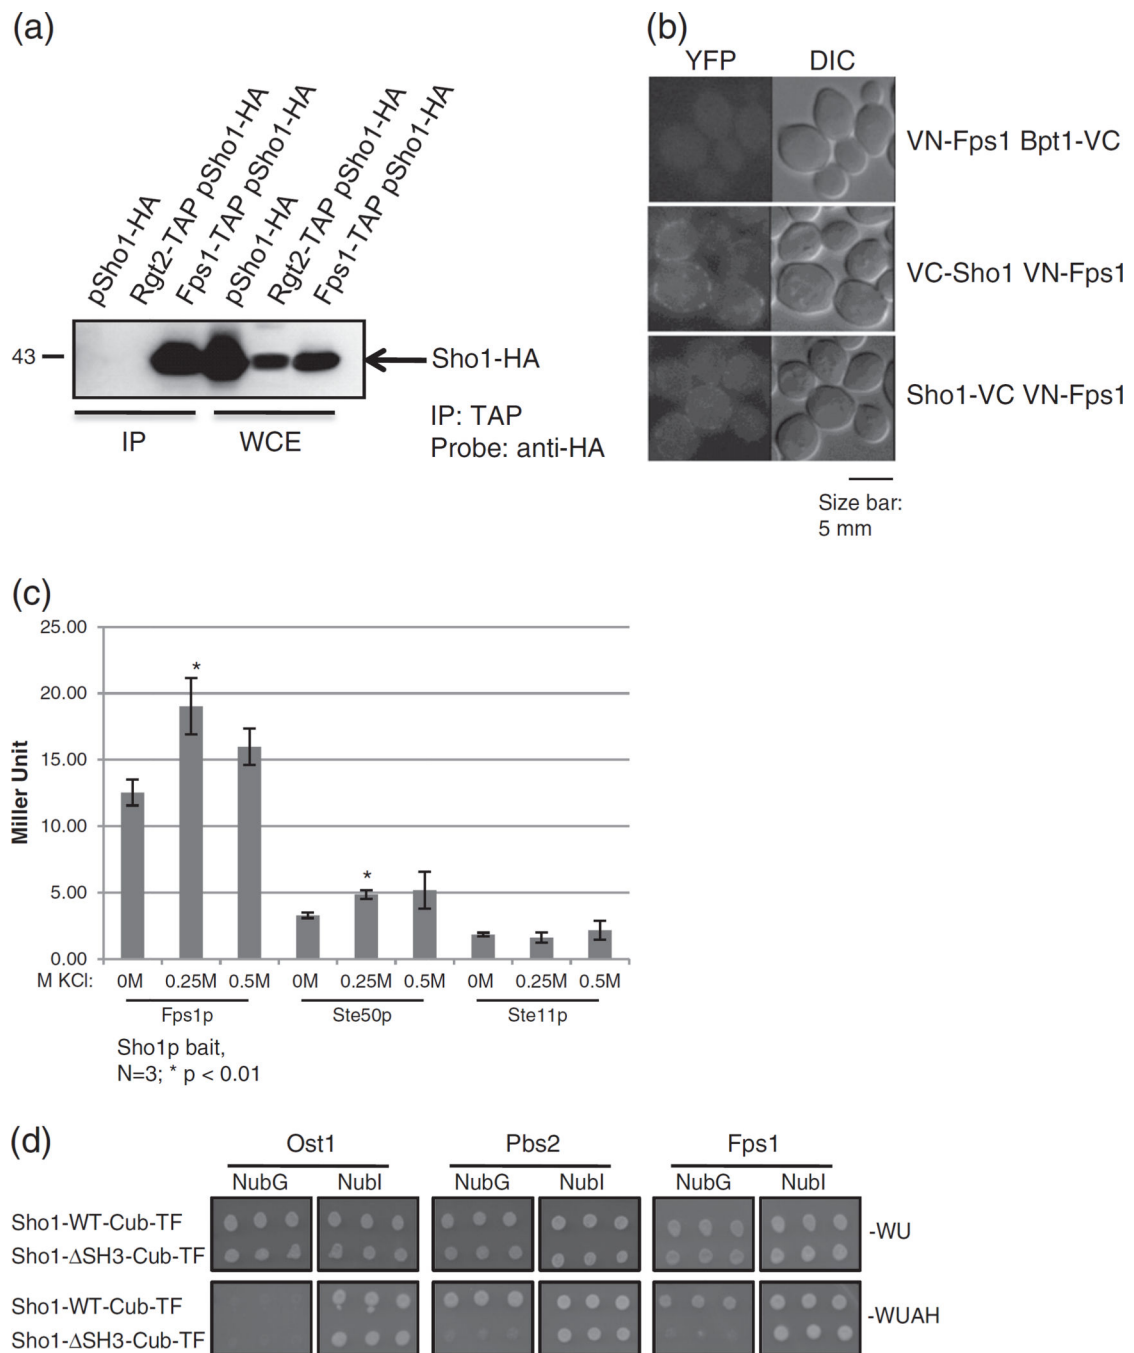 (a)
pSho1-HA
Rgt2-TAP pSho1-HA
Fps1-TAP pSho1-HA
pSho1-HA
Rgt2-TAP pSho1-HA
Fps1-TAP pSho1-HA
43
Sho1-HA
IP
WCE
IP: TAP
Probe: anti-HA
(b)
YFP DIC
VN-Fps1 Bpt1-VC
VC-Sho1 VN-Fps1
Sho1-VC VN-Fps1
Size bar:
5 mm
(c)
25.00
20.00
15.00
10.00
5.00
0.00
Miller Unit
*
*
M KCl: 0M 0.25M 0.5M 0M 0.25M 0.5M 0M 0.25M 0.5M
Fps1p Ste50p Ste11p
Sho1p bait,
N=3; * p < 0.01
(d)
Ost1 Pbs2 Fps1
NubG NubI NubG NubI NubG NubI
Sho1-WT-Cub-TF
Sho1-ΔSH3-Cub-TF
-WU
Sho1-WT-Cub-TF
Sho1-ΔSH3-Cub-TF
-WUAH